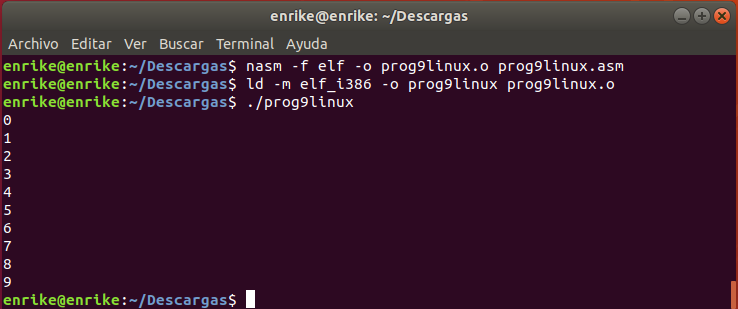 enrike@enrike: ~/Descargas
Archivo Editar Ver Buscar Terminal Ayuda
enrike@enrike:~/Descargas$ nasm -f elf -o prog9linux.o prog9linux.asm
enrike@enrike:~/Descargas$ ld -m elf_i386 -o prog9linux prog9linux.o
enrike@enrike:~/Descargas$ ./prog9linux
0
1
2
3
4
5
6
7
8
9
enrike@enrike:~/Descargas$